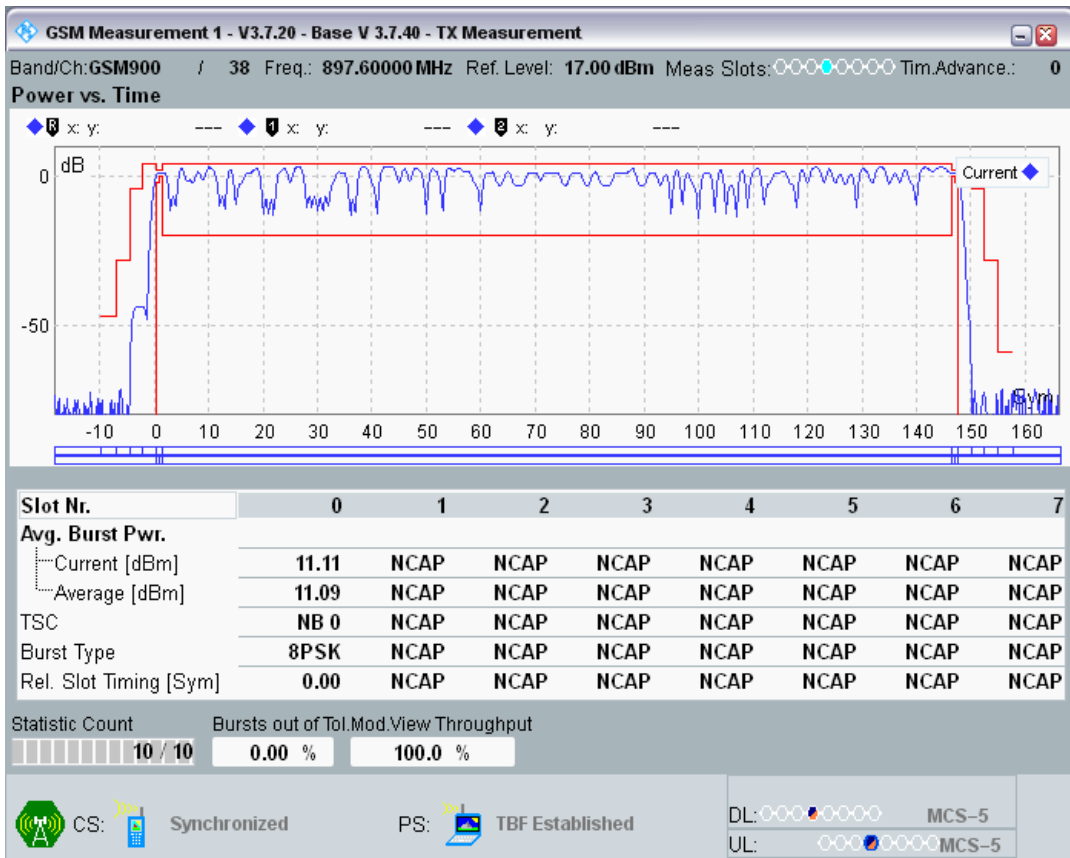 GSM Measurement 1 - V3.7.20 - Base V 3.7.40 - TX Measurement
Band/Ch:GSM900 / 38 Freq.: 897.60000 MHz Ref. Level: 17.00 dBm Meas Slots: Tim.Advance.: 0
Power vs. Time
R x: y: --- 1 x: y: --- 2 x: y: ---
dB
Current
0
-50
Sym
-10 0 10 20 30 40 50 60 70 80 90 100 110 120 130 140 150 160
Slot Nr. 0 1 2 3 4 5 6 7
Avg. Burst Pwr.
Current [dBm] 11.11 NCAP NCAP NCAP NCAP NCAP NCAP NCAP
Average [dBm] 11.09 NCAP NCAP NCAP NCAP NCAP NCAP NCAP
TSC NB 0 NCAP NCAP NCAP NCAP NCAP NCAP NCAP
Burst Type 8PSK NCAP NCAP NCAP NCAP NCAP NCAP NCAP
Rel. Slot Timing [Sym] 0.00 NCAP NCAP NCAP NCAP NCAP NCAP NCAP
Statistic Count Bursts out of Tol.Mod.View Throughput
10 / 10 0.00 % 100.0 %
CS: Synchronized PS: TBF Established
DL: MCS-5
UL: MCS-5